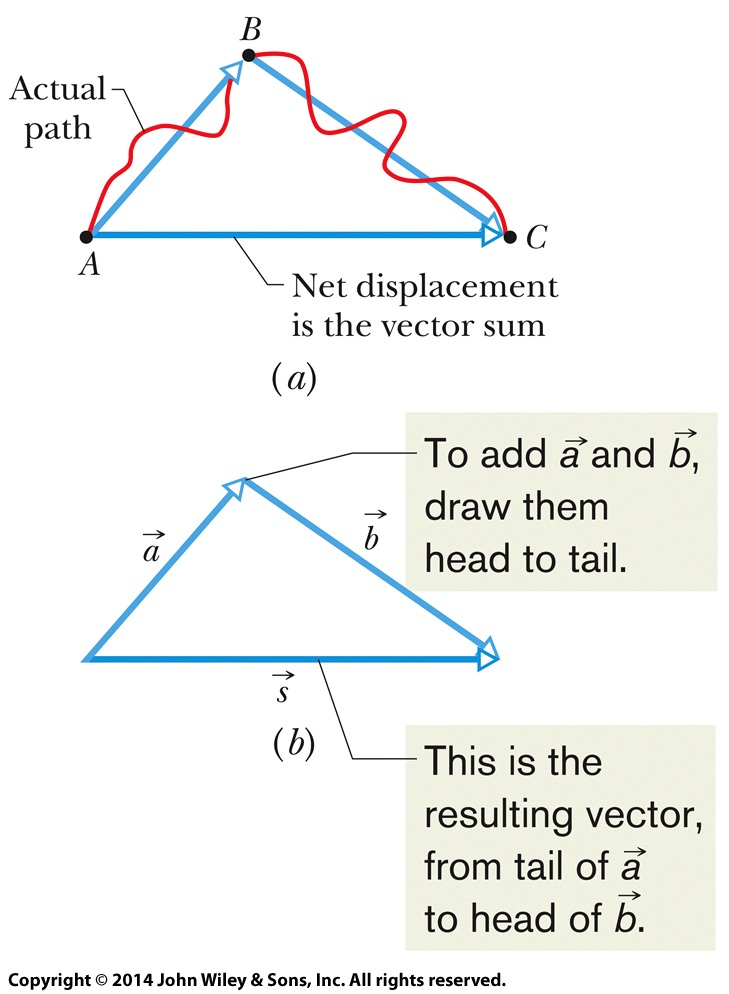 B
Actual
path
A
C
Net displacement
is the vector sum
(a)
To add a⃗ and b⃗,
draw them
head to tail.
a⃗
b⃗
s⃗
(b)
This is the
resulting vector,
from tail of a⃗
to head of b⃗.
Copyright © 2014 John Wiley & Sons, Inc. All rights reserved.